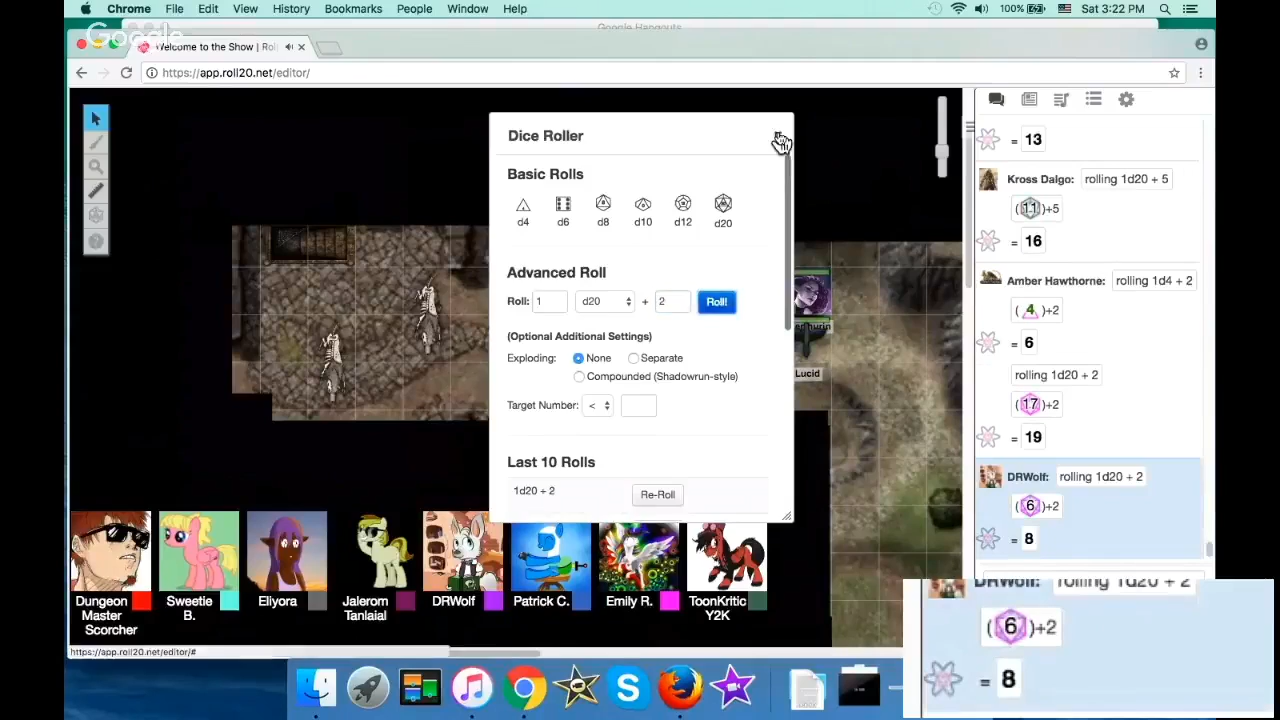 Chrome File Edit View History Bookmarks People Window Help 100% Sat 3:22 PM
Google Hangouts
Google
Welcome to the Show | Rol
https://app.roll20.net/editor/
Dice Roller
Basic Rolls
d4 d6 d8 d10 d12 d20
Advanced Roll
Roll: 1 d20 + 2 Roll!
(Optional Additional Settings)
Exploding: None Separate
Compounded (Shadowrun-style)
Target Number: <
Last 10 Rolls
1d20 + 2 Re-Roll
Lucid
= 13
Kross Dalgo: rolling 1d20 + 5
(11)+5
= 16
Amber Hawthorne: rolling 1d4 + 2
(4)+2
= 6
rolling 1d20 + 2
(17)+2
= 19
DRWolf: rolling 1d20 + 2
(6)+2
= 8
DRWolf: rolling 1d20 + 2
(6)+2
= 8
Dungeon Master Scorcher
Sweetie B.
Eliyora
Jalerom Tanlaial
DRWolf
Patrick C.
Emily R.
ToonKritic Y2K
https://app.roll20.net/editor/#